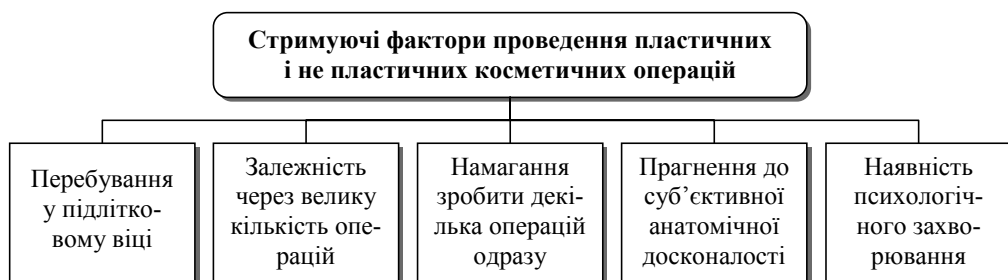 Стримуючі фактори проведення пластичних
і не пластичних косметичних операцій
Перебування
у підлітко-
вому віці
Залежність
через велику
кількість опе-
рацій
Намагання
зробити декі-
лька операцій
одразу
Прагнення до
суб’єктивної
анатомічної
досконалості
Наявність
психологіч-
ного захво-
рювання